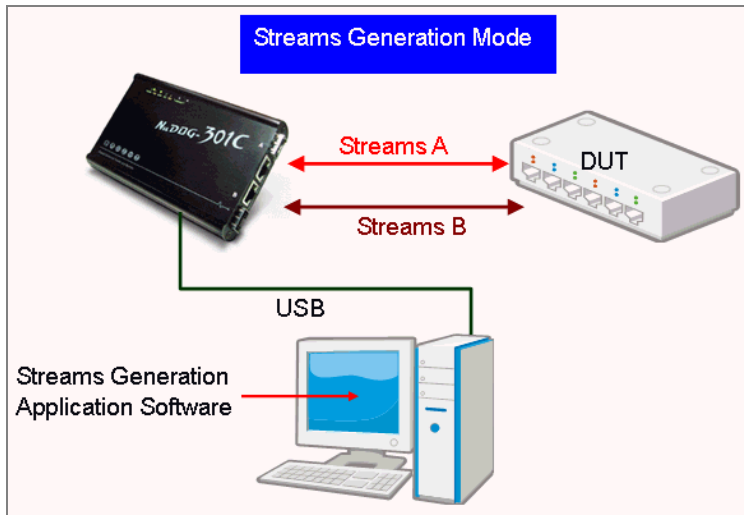 Streams Generation Mode
NuDOG-301C
A
B
Streams A
DUT
Streams B
USB
Streams Generation
Application Software